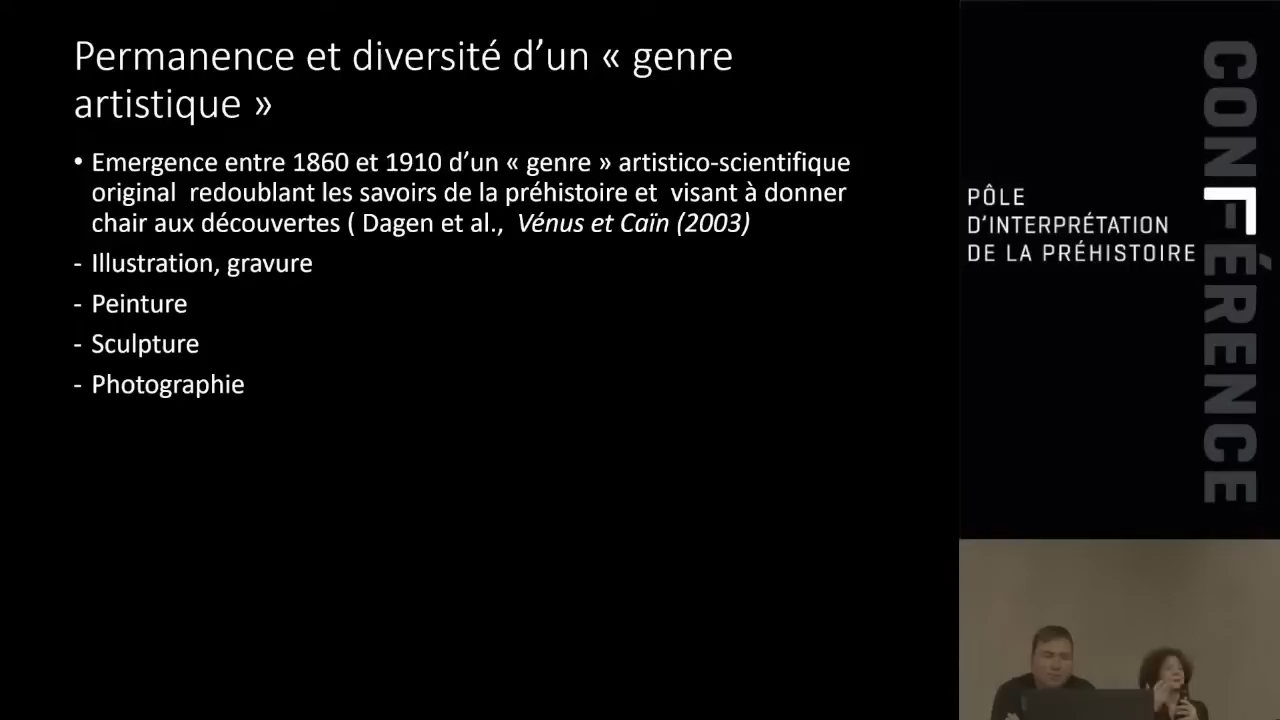 Permanence et diversité d’un « genre
artistique »
• Emergence entre 1860 et 1910 d’un « genre » artistico-scientifique
original  redoublant les savoirs de la préhistoire et  visant à donner
chair aux découvertes ( Dagen et al.,  Vénus et Caïn (2003)
- Illustration, gravure
- Peinture
- Sculpture
- Photographie
PÔLE
D’INTERPRÉTATION
DE LA PRÉHISTOIRE
CONFÉRENCE